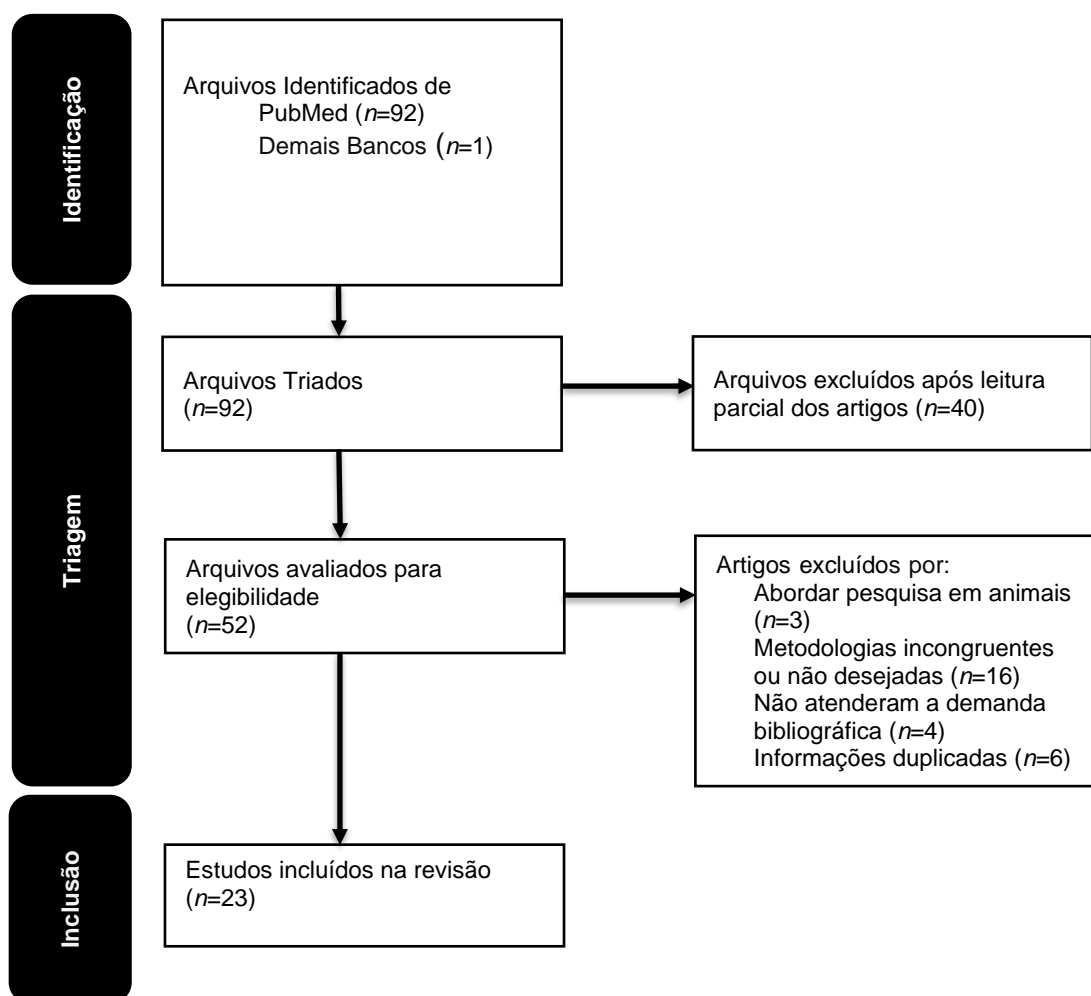 Identificação
Arquivos Identificados de
PubMed (n=92)
Demais Bancos (n=1)
Triagem
Arquivos Triados
(n=92)
Arquivos excluídos após leitura
parcial dos artigos (n=40)
Arquivos avaliados para
elegibilidade
(n=52)
Artigos excluídos por:
Abordar pesquisa em animais
(n=3)
Metodologias incongruentes
ou não desejadas (n=16)
Não atenderam a demanda
bibliográfica (n=4)
Informações duplicadas (n=6)
Inclusão
Estudos incluídos na revisão
(n=23)